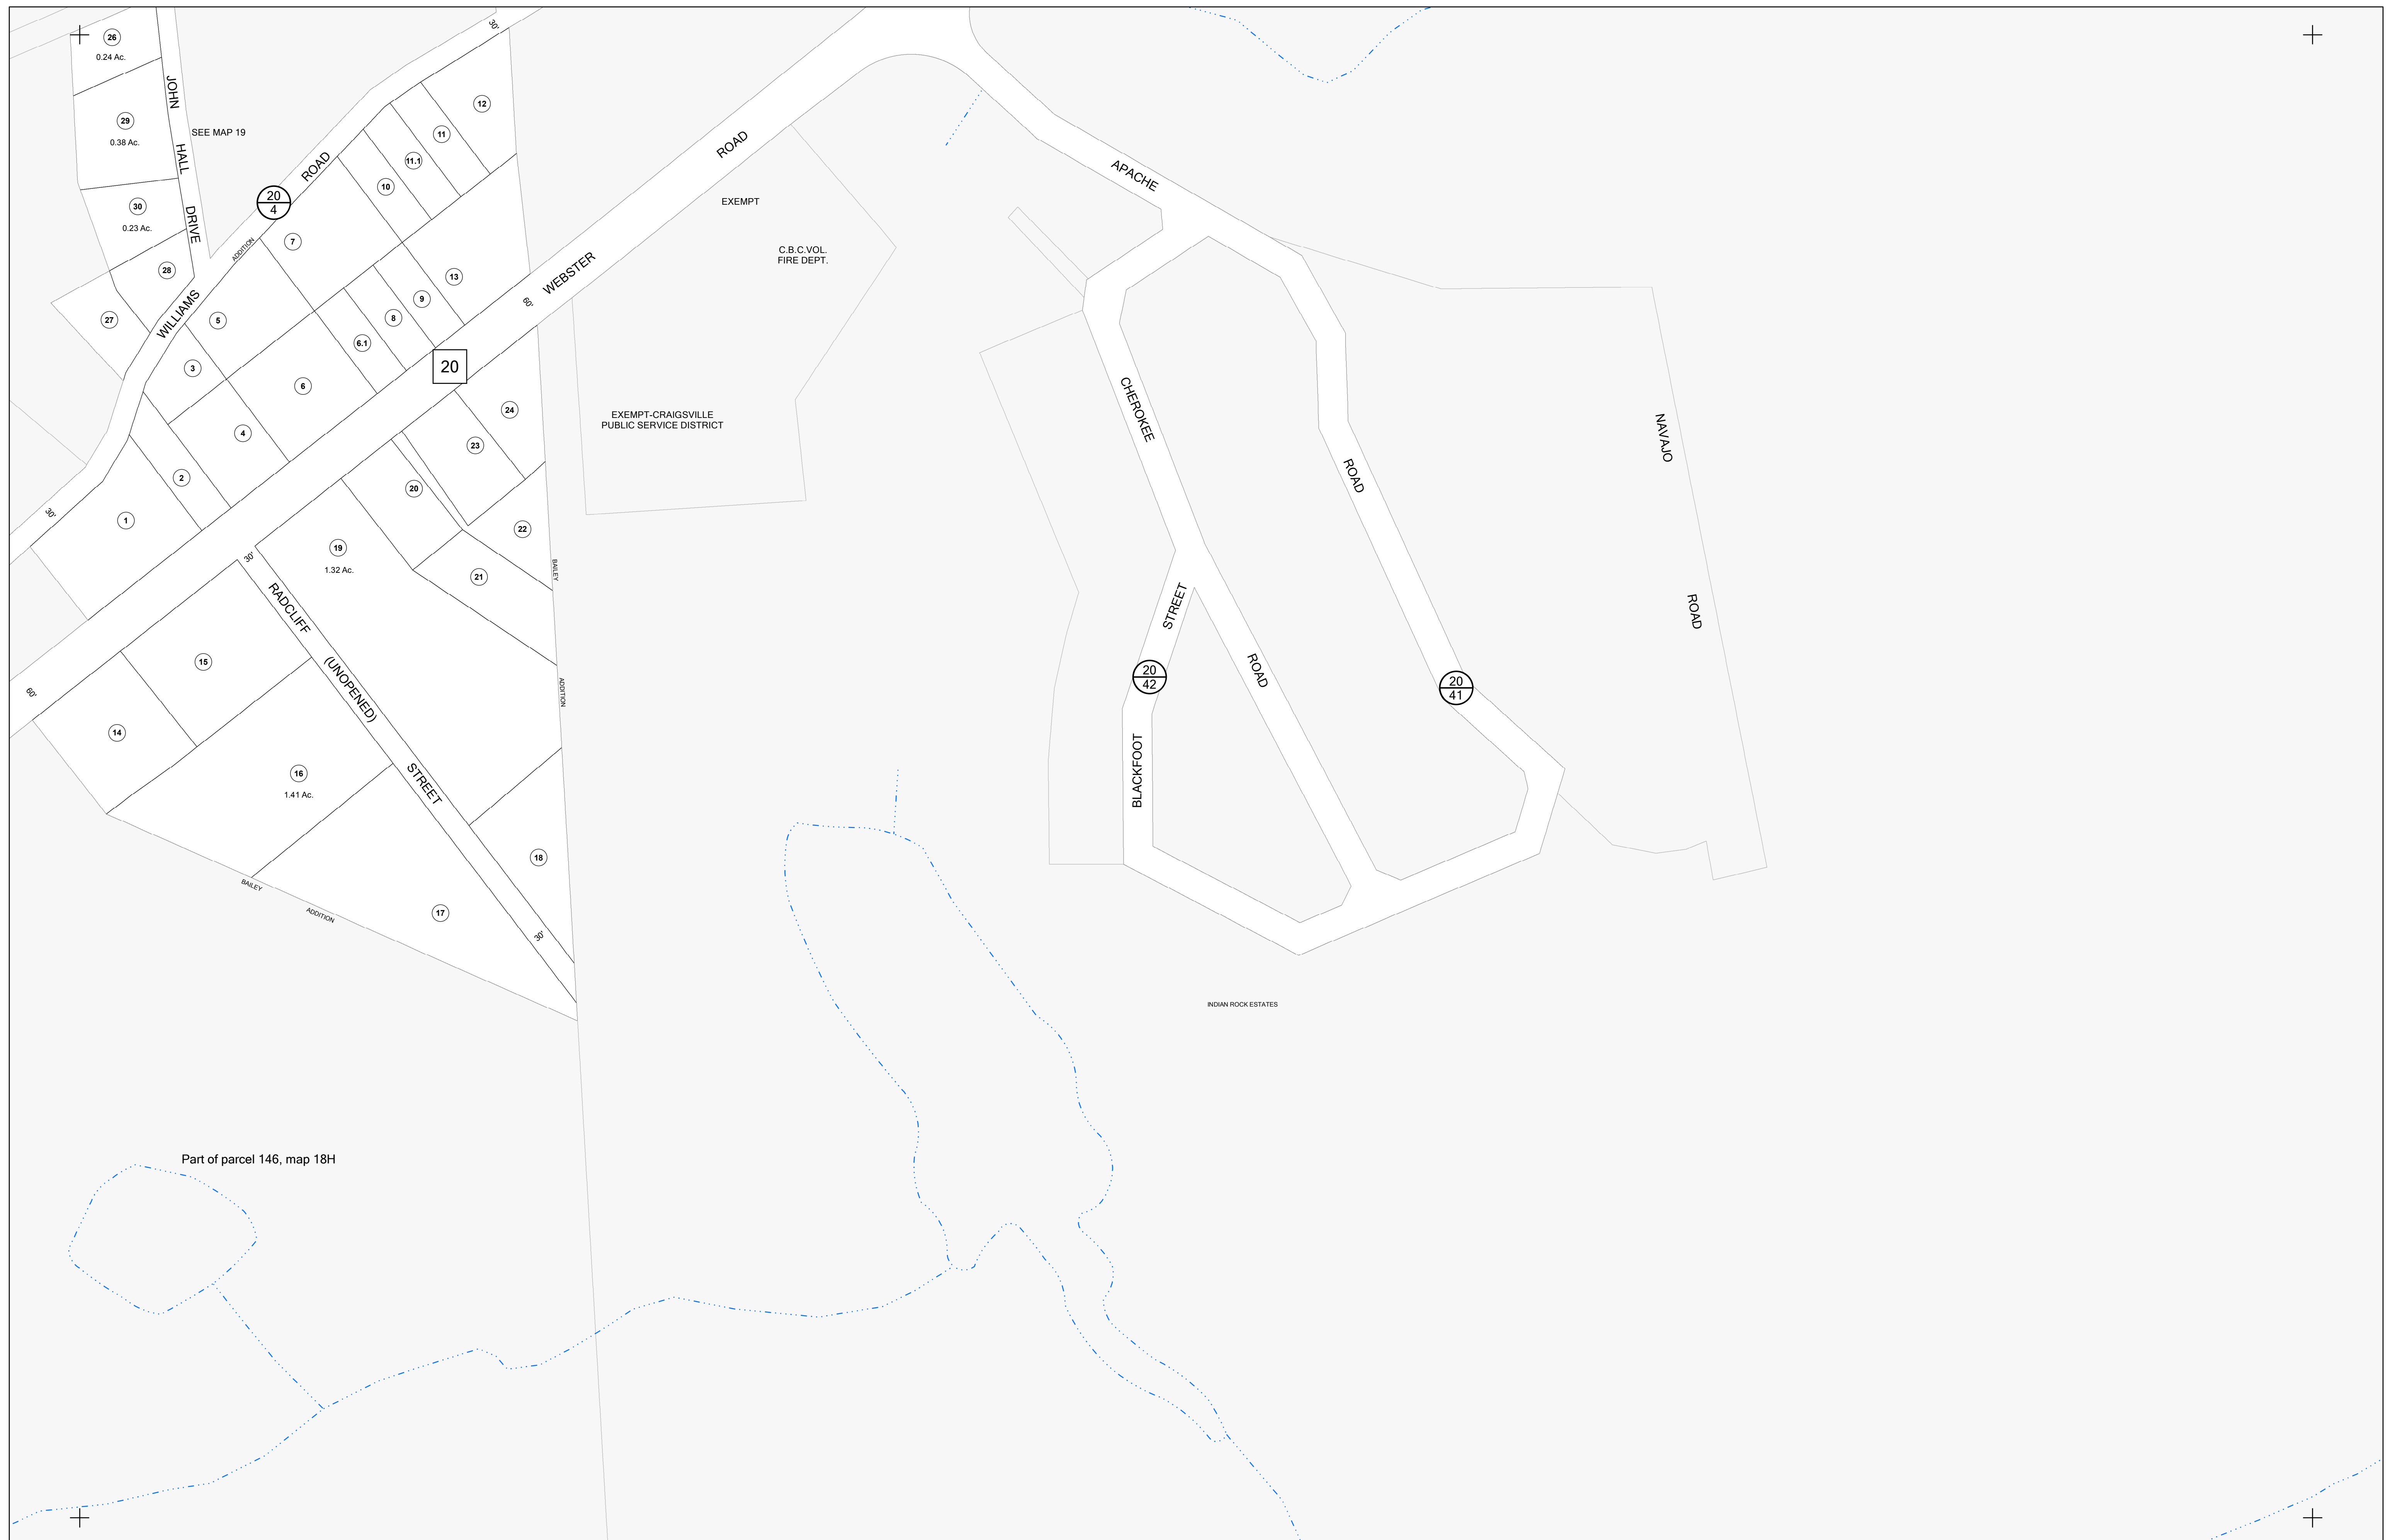 26
0.24 Ac.
JOHN
HALL
DRIVE
29
0.38 Ac.
SEE MAP 19
30
0.23 Ac.
28
27
30'
12
11
11.1
10
ROAD
20
4
ADDITION
7
WILLIAMS
5
3
13
9
8
6.1
6
4
2
1
30'
ROAD
WEBSTER
60'
20
EXEMPT
C.B.C.VOL.
FIRE DEPT.
EXEMPT-CRAIGSVILLE
PUBLIC SERVICE DISTRICT
24
23
20
22
21
19
1.32 Ac.
30'
RADCLIFF
(UNOPENED)
STREET
30'
BAILEY
ADDITION
60'
15
14
16
1.41 Ac.
18
17
BAILEY
ADDITION
APACHE
ROAD
CHEROKEE
ROAD
STREET
BLACKFOOT
20
42
20
41
NAVAJO
ROAD
INDIAN ROCK ESTATES
Part of parcel 146, map 18H